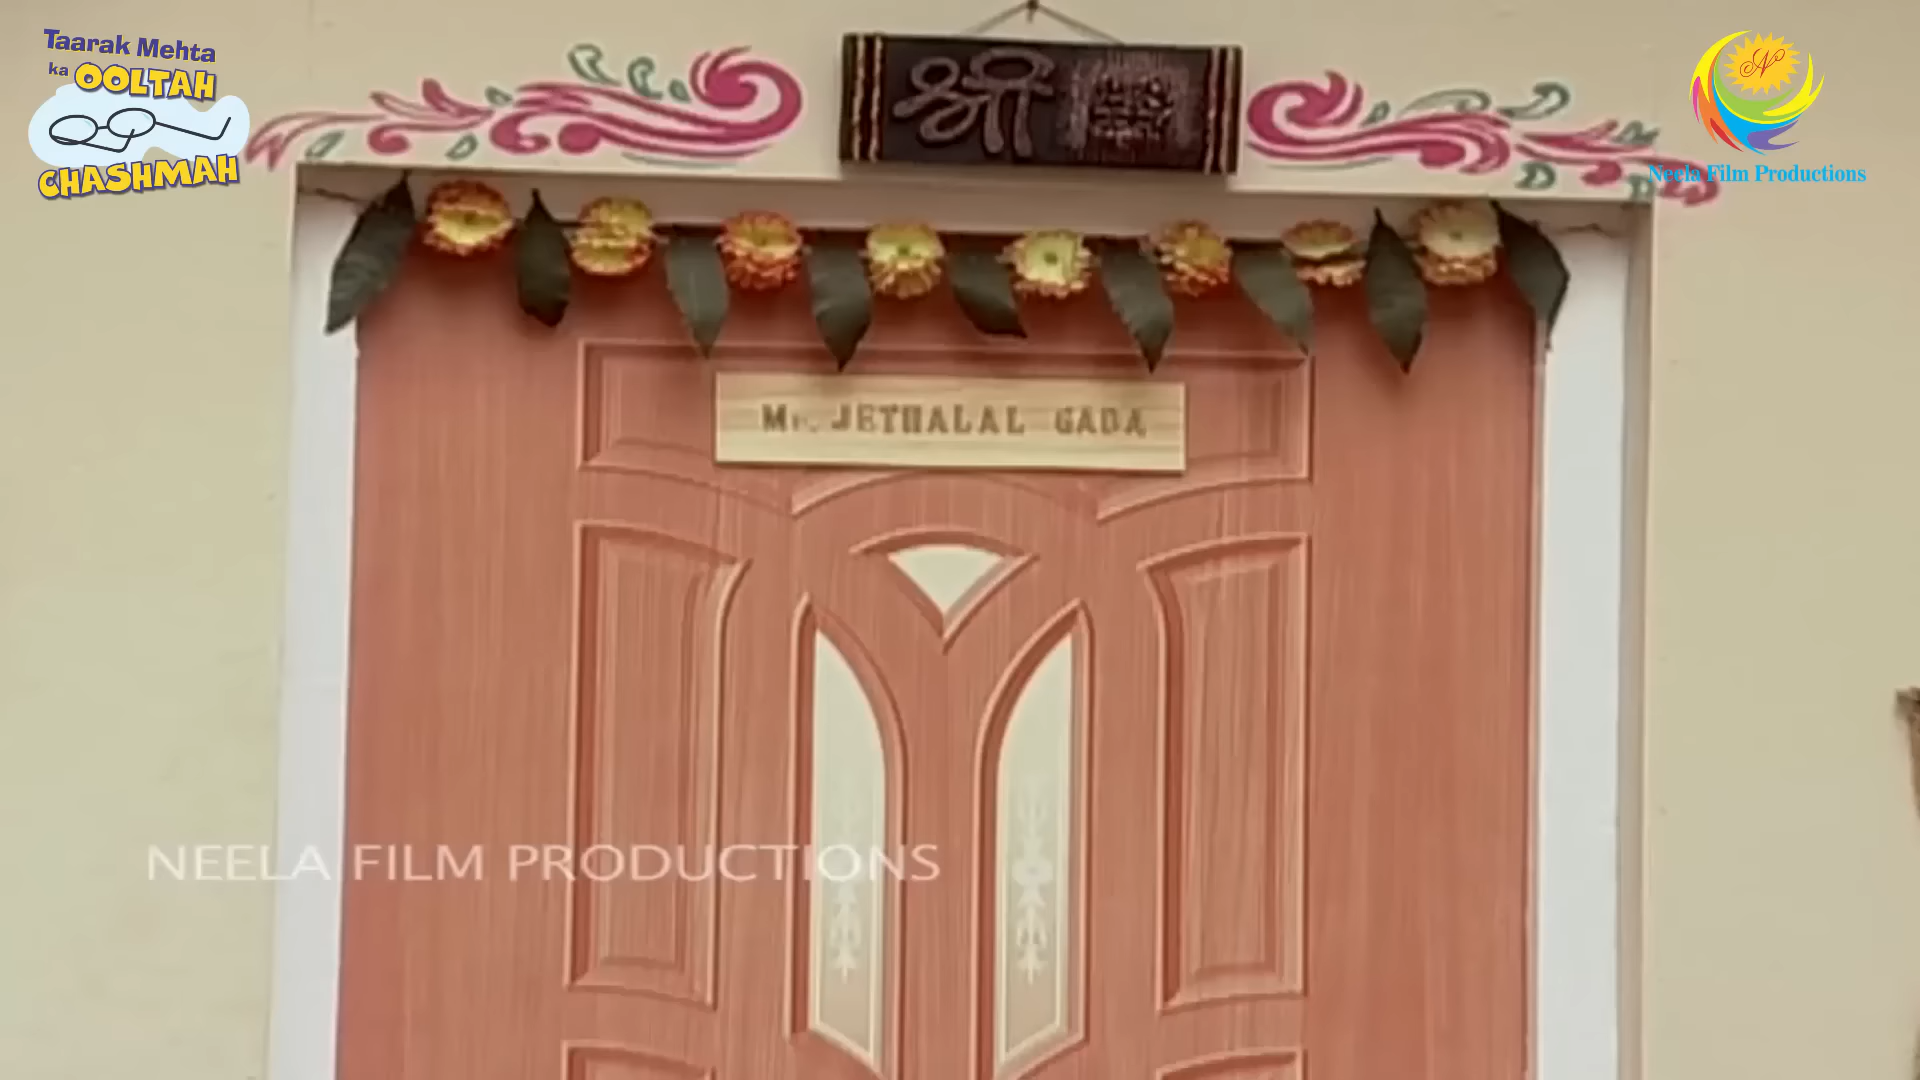 Taarak Mehta
ka OOLTAH
CHASHMAH
श्री
Neela Film Productions
Mr. JETHALAL GADA
NEELA FILM PRODUCTIONS